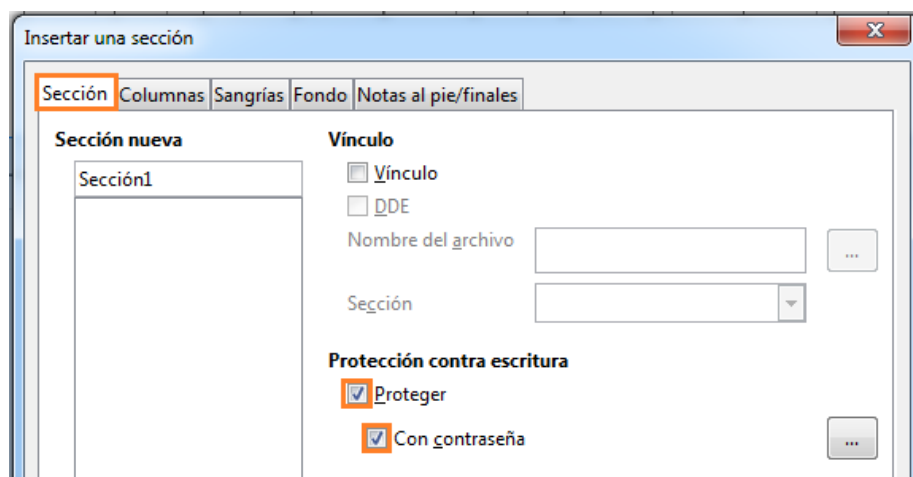 Insertar una sección
Sección Columnas Sangrías Fondo Notas al pie/finales
Sección nueva
Sección1
Vínculo
Vínculo
DDE
Nombre del archivo
...
Sección
Protección contra escritura
Proteger
Con contraseña
...